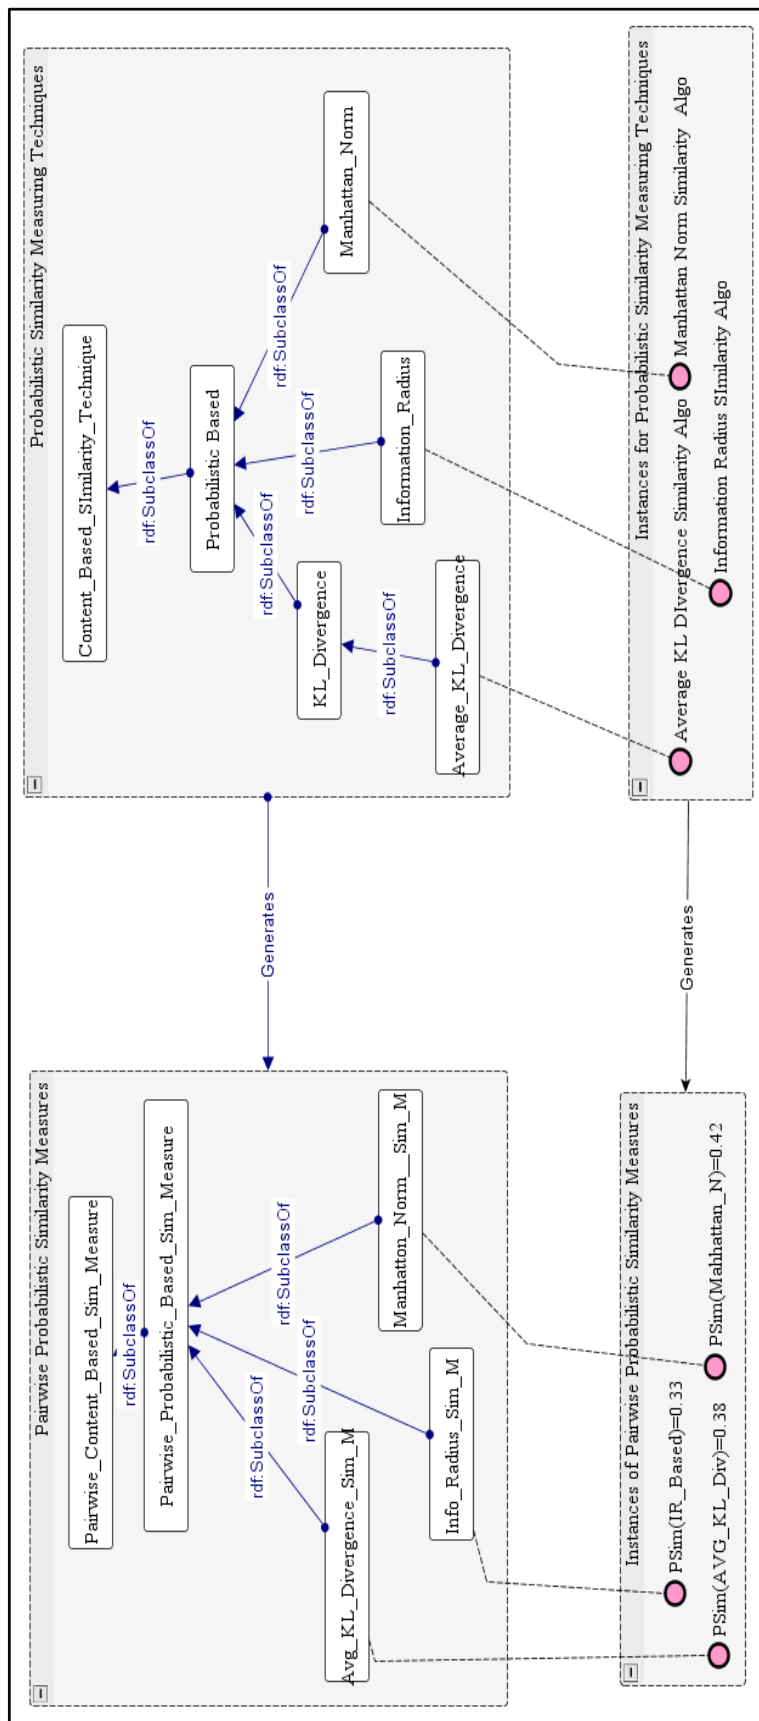 Pairwise Probabilistic Similarity Measures
Pairwise_Content_Based_Sim_Measure
rdf:SubclassOf
Pairwise_Probabilistic_Based_Sim_Measure
rdf:SubclassOf
rdf:SubclassOf
rdf:SubclassOf
Avg_KL_Divergence_Sim_M
Info_Radius_Sim_M
Manhatton_Norm__Sim_M
Generates
Probabilistic Similarity Measuring Techniques
Content_Based_SImilarity_Technique
rdf:SubclassOf
Probabilistic Based
rdf:SubclassOf
rdf:SubclassOf
rdf:SubclassOf
KL_Divergence
Information_Radius
Manhattan_Norm
rdf:SubclassOf
Average_KL_Divergence
Instances of Pairwise Probabilistic Similarity Measures
PSim(IR_Based)=0.33
PSim(AVG_KL_Div)=0.38
PSim(Mahhattan_N)=0.42
Generates
Instances for Probabilistic Similarity Measuring Techniques
Average KL DIvergence Similarity Algo
Manhattan Norm Similarity Algo
Information Radius SImilarity Algo